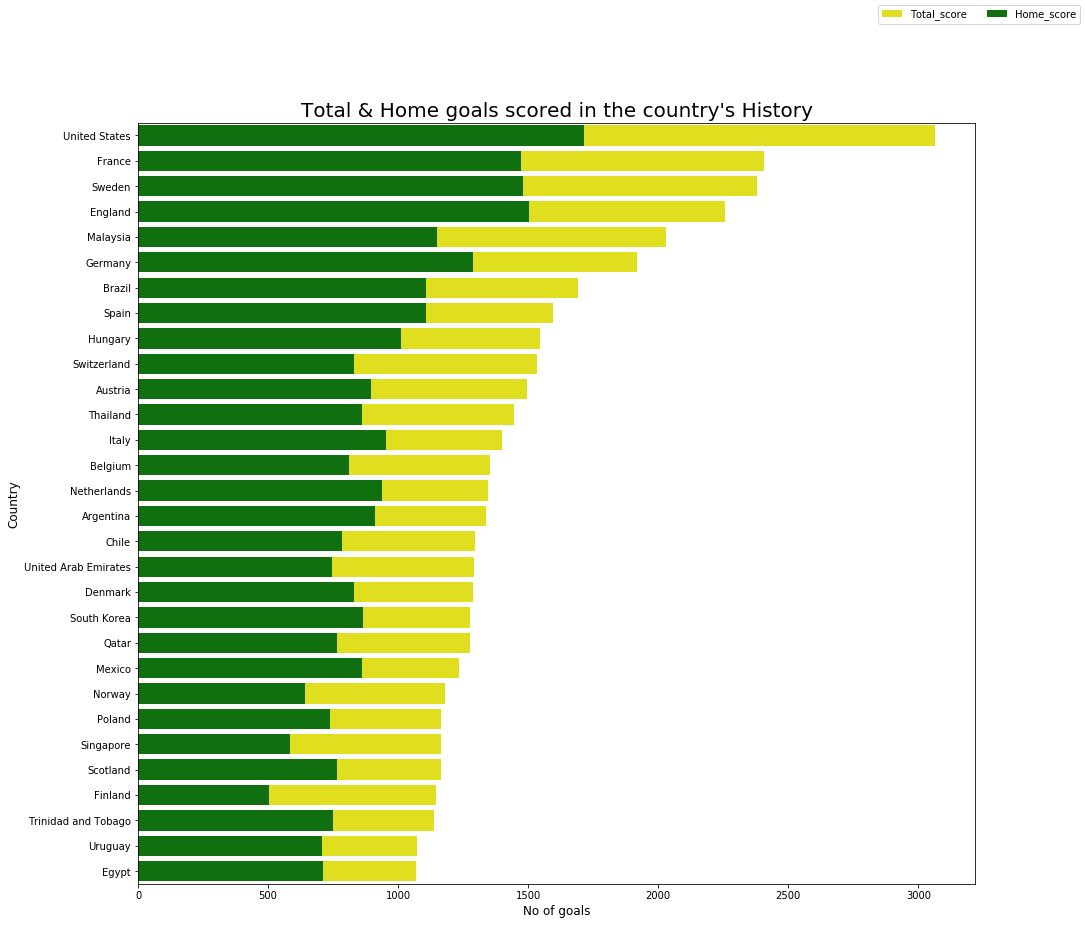 Total_score
Home_score
Total & Home goals scored in the country's History
Country
United States
France
Sweden
England
Malaysia
Germany
Brazil
Spain
Hungary
Switzerland
Austria
Thailand
Italy
Belgium
Netherlands
Argentina
Chile
United Arab Emirates
Denmark
South Korea
Qatar
Mexico
Norway
Poland
Singapore
Scotland
Finland
Trinidad and Tobago
Uruguay
Egypt
0 500 1000 1500 2000 2500 3000
No of goals